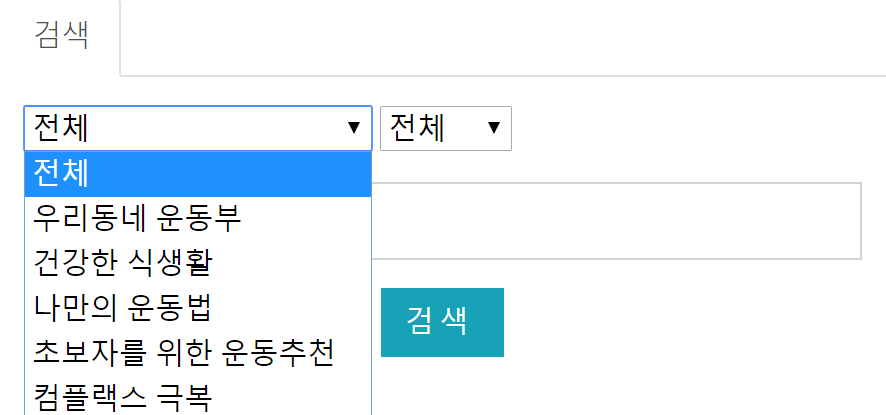 검색
전체 전체
전체
우리동네 운동부
건강한 식생활
나만의 운동법
초보자를 위한 운동추천
컴플랙스 극복
검 색